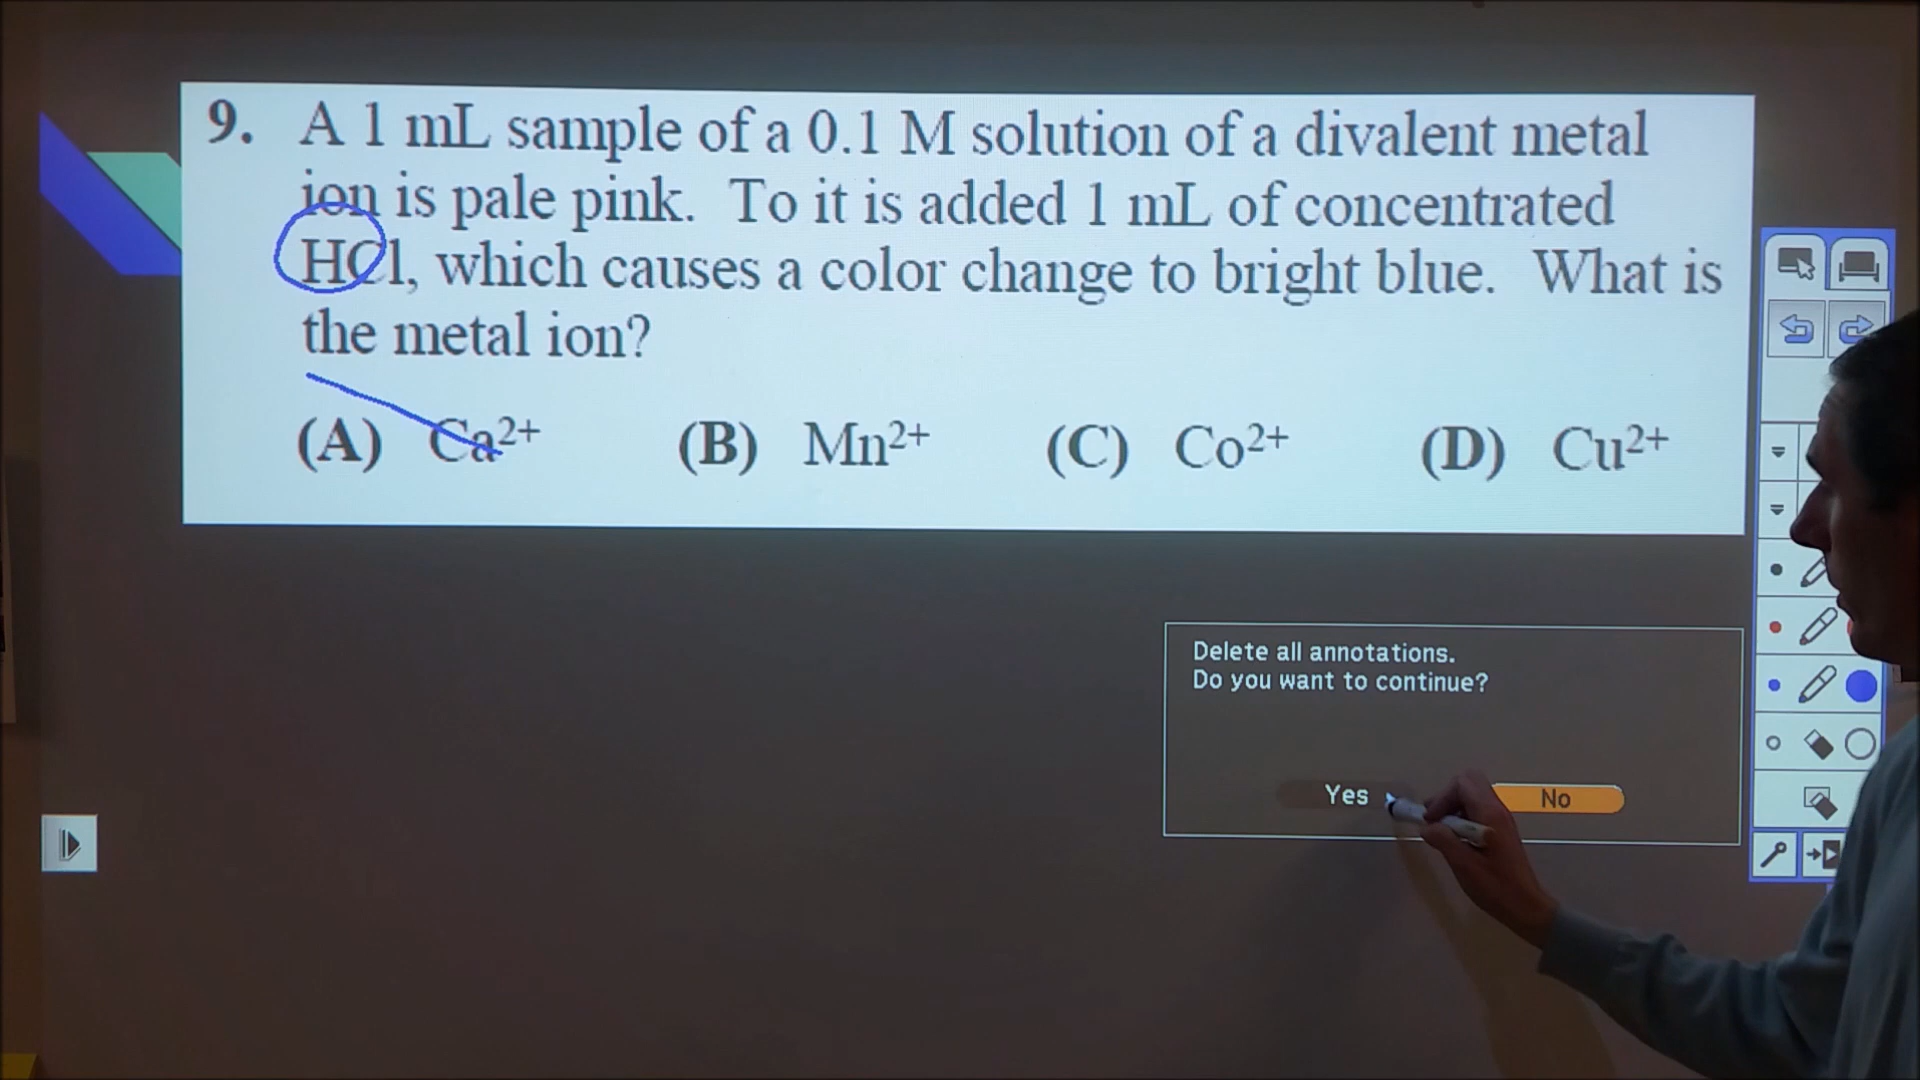 9. A 1 mL sample of a 0.1 M solution of a divalent metal
ion is pale pink. To it is added 1 mL of concentrated
HCl, which causes a color change to bright blue. What is
the metal ion?
(A) Ca²⁺ (B) Mn²⁺ (C) Co²⁺ (D) Cu²⁺
Delete all annotations.
Do you want to continue?
Yes No